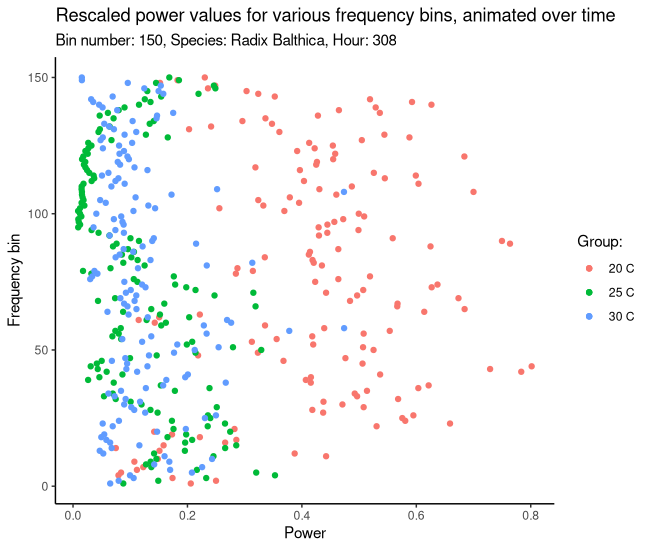 Rescaled power values for various frequency bins, animated over time
Bin number: 150, Species: Radix Balthica, Hour: 308
150
100
50
0
Frequency bin
0.0 0.2 0.4 0.6 0.8
Power
Group:
20 C
25 C
30 C